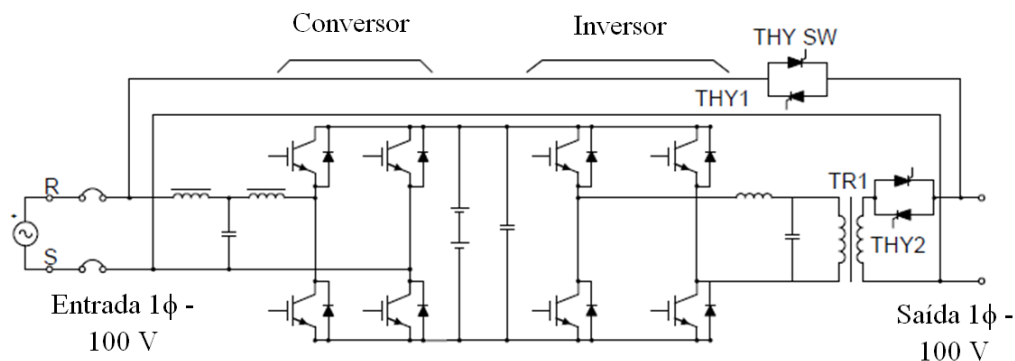 Conversor
Inversor
THY SW
THY1
R
TR1
THY2
S
Entrada 1ϕ -
100 V
Saída 1ϕ -
100 V